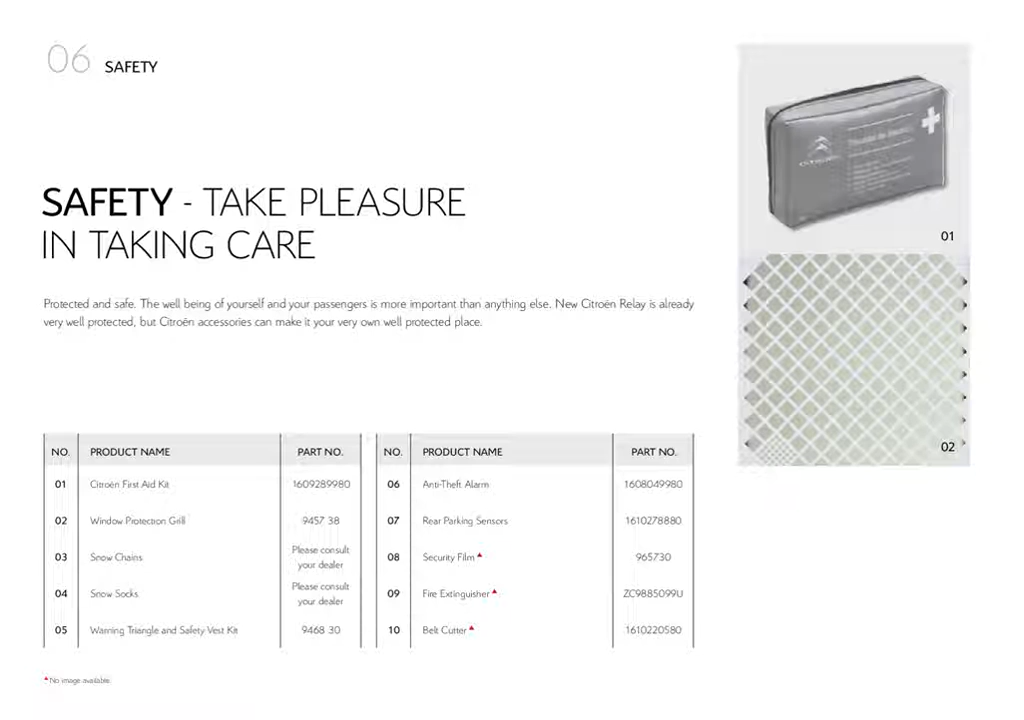 06 SAFETY
SAFETY - TAKE PLEASURE
IN TAKING CARE
Protected and safe. The well being of yourself and your passengers is more important than anything else. New Citroën Relay is already
very well protected, but Citroën accessories can make it your very own well protected place.
NO. PRODUCT NAME PART NO.
01 Citroën First Aid Kit 1609289980
02 Window Protection Grill 9457 38
03 Snow Chains Please consult
your dealer
04 Snow Socks Please consult
your dealer
05 Warning Triangle and Safety Vest Kit 9468 30
NO. PRODUCT NAME PART NO.
06 Anti-Theft Alarm 1608049980
07 Rear Parking Sensors 1610278880
08 Security Film ▲ 965730
09 Fire Extinguisher ▲ ZC9885099U
10 Belt Cutter ▲ 1610220580
▲ No image available
01
02